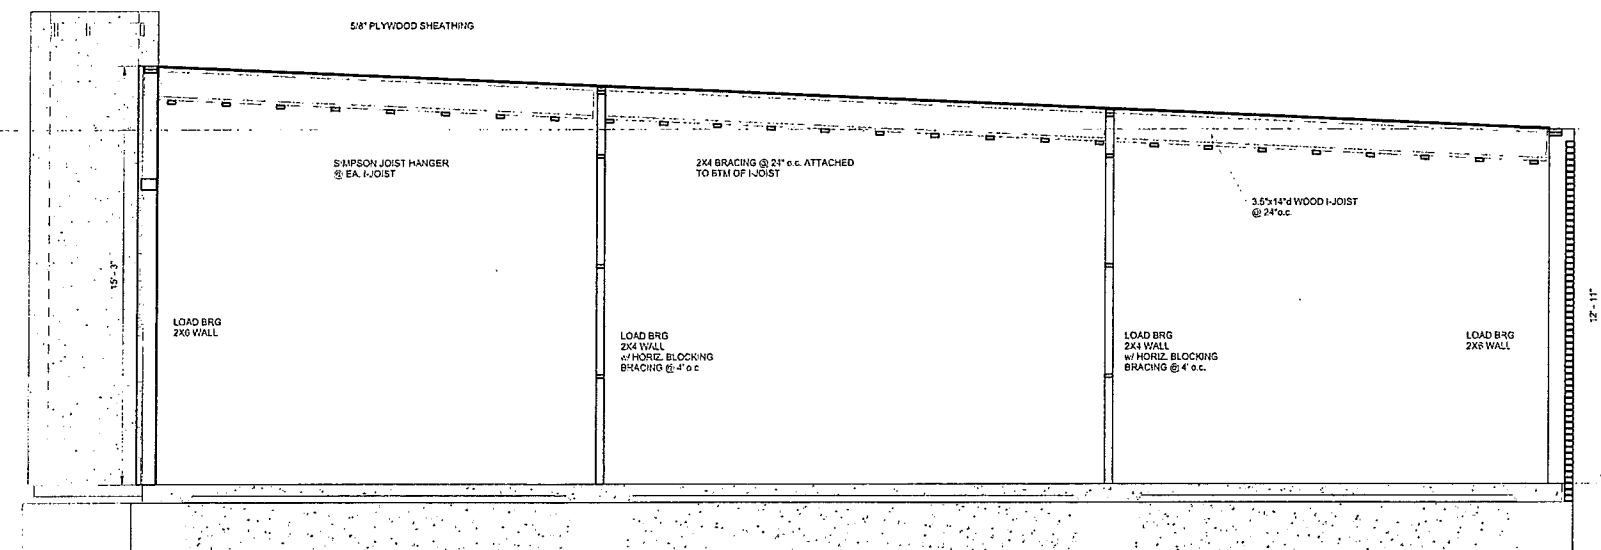 5/8" PLYWOOD SHEATHING
SIMPSON JOIST HANGER
@ EA. I-JOIST
2X4 BRACING @ 24" o.c. ATTACHED
TO BTM OF I-JOIST
3.5"x14"d WOOD I-JOIST
@ 24"o.c.
15'- 3"
12' - 11"
LOAD BRG
2X6 WALL
LOAD BRG
2X4 WALL
w/ HORIZ. BLOCKING
BRACING @ 4' o.c
LOAD BRG
2X4 WALL
w/ HORIZ. BLOCKING
BRACING @ 4' o.c.
LOAD BRG
2X6 WALL